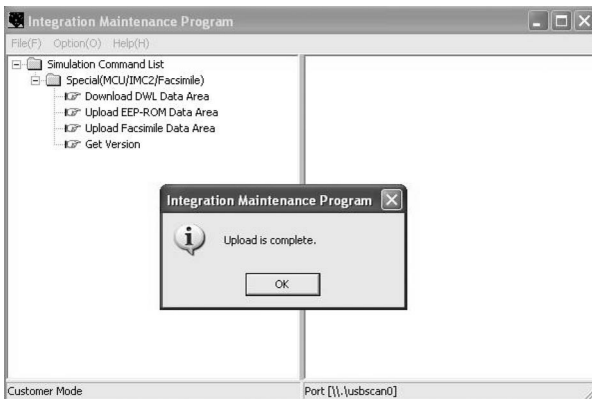 Integration Maintenance Program
File(F) Option(O) Help(H)
Simulation Command List
Special(MCU/IMC2/Facsimile)
Download DWL Data Area
Upload EEP-ROM Data Area
Upload Facsimile Data Area
Get Version
Integration Maintenance Program
Upload is complete.
OK
Customer Mode Port [\\.\usbscan0]